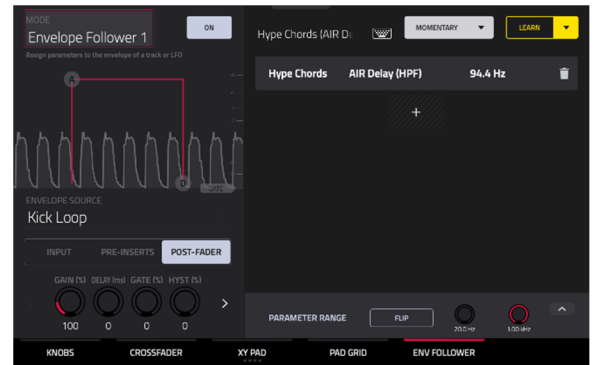 MODE
Envelope Follower 1
ON
Assign parameters to the envelope of a track or LFO
A
D
GATE
ENVELOPE SOURCE
Kick Loop
INPUT PRE-INSERTS POST-FADER
GAIN (%) DELAY (ms) GATE (%) HYST (%)
100 0 0 0
Hype Chords (AIR De
MOMENTARY
LEARN
Hype Chords AIR Delay (HPF) 94.4 Hz
+
PARAMETER RANGE FLIP 20.0 Hz 1.00 kHz
KNOBS CROSSFADER XY PAD PAD GRID ENV FOLLOWER